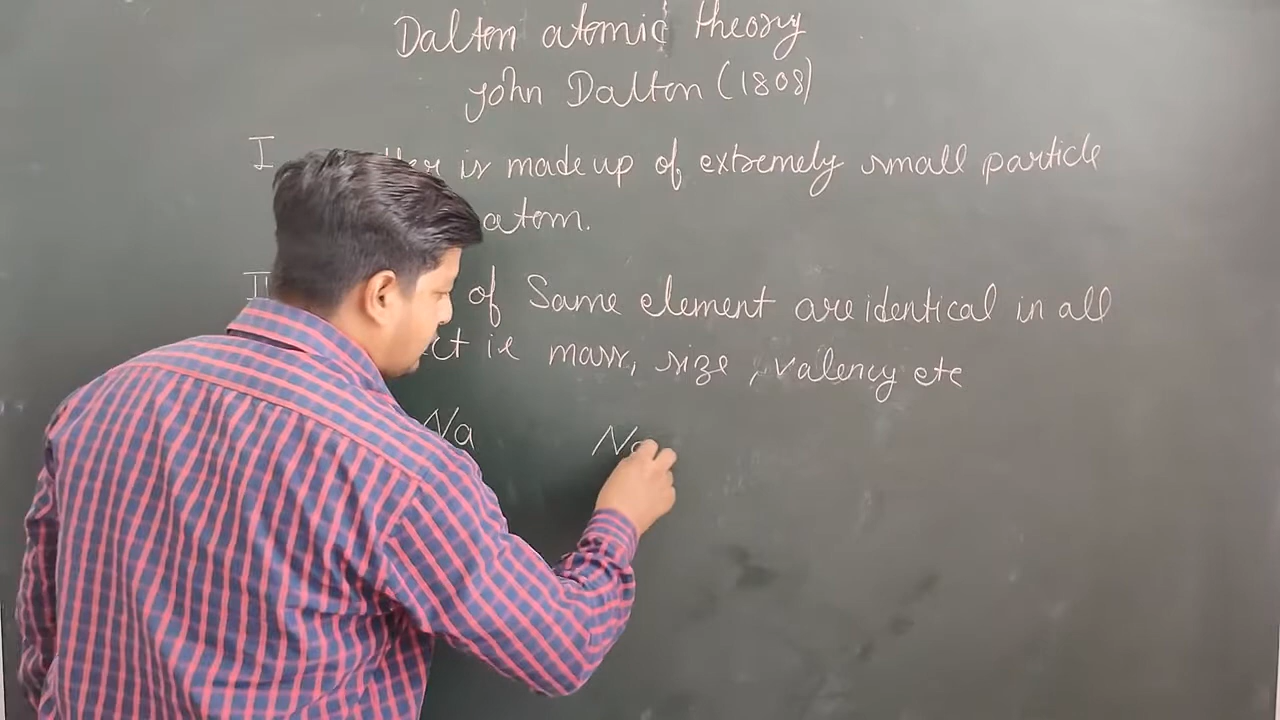 Dalton atomic theory
John Dalton (1808)
I is made up of extremely small particle
atom.
II of Same element are identical in all
ie mass, size, valency etc
Na Na